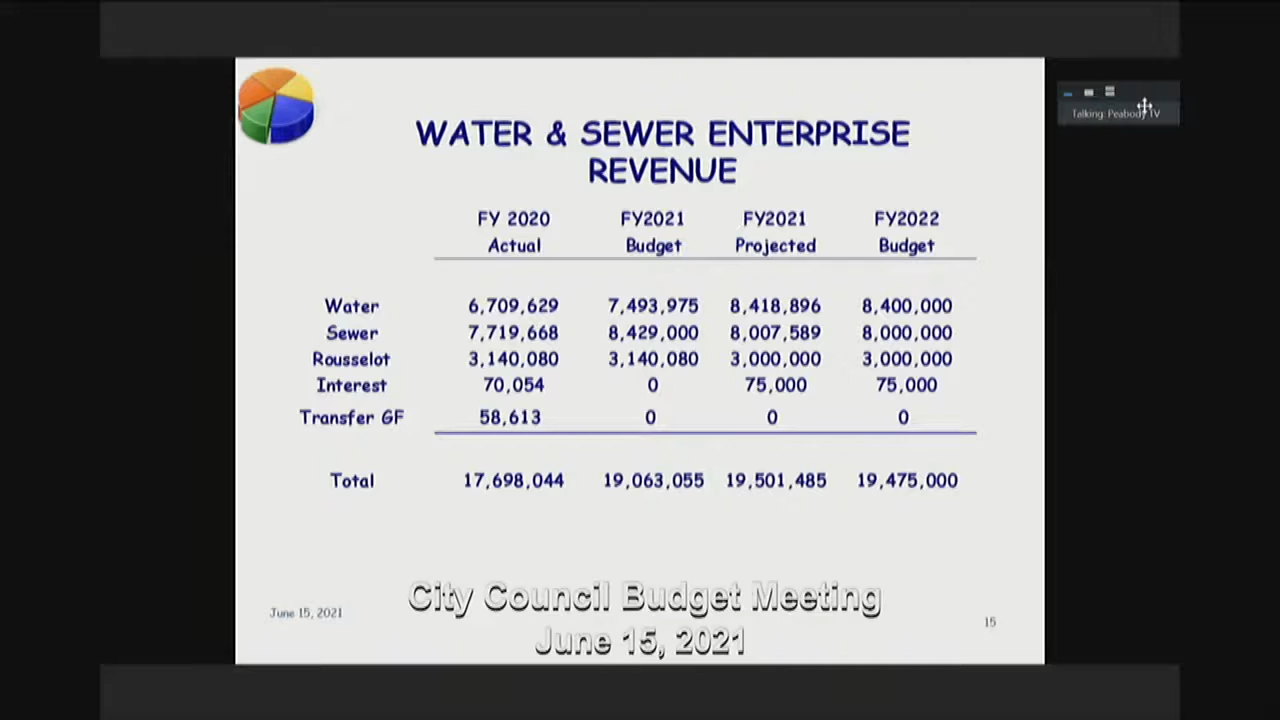 Talking: Peabody TV
WATER & SEWER ENTERPRISE
REVENUE
FY 2020 FY2021 FY2021 FY2022
Actual Budget Projected Budget
Water 6,709,629 7,493,975 8,418,896 8,400,000
Sewer 7,719,668 8,429,000 8,007,589 8,000,000
Rousselot 3,140,080 3,140,080 3,000,000 3,000,000
Interest 70,054 0 75,000 75,000
Transfer GF 58,613 0 0 0
Total 17,698,044 19,063,055 19,501,485 19,475,000
City Council Budget Meeting
June 15, 2021
June 15, 2021
15